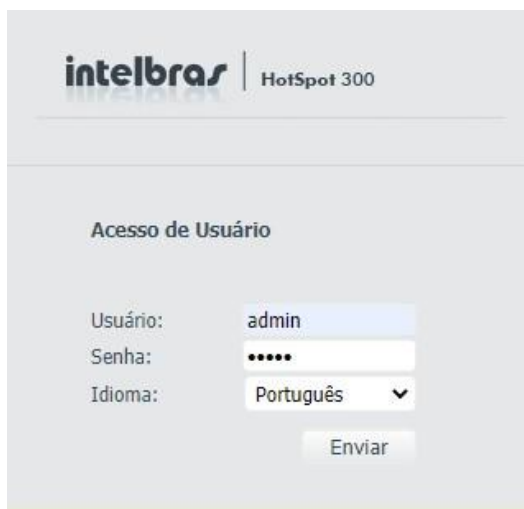 intelbras HotSpot 300
Acesso de Usuário
Usuário: admin
Senha: •••••
Idioma: Português
Enviar